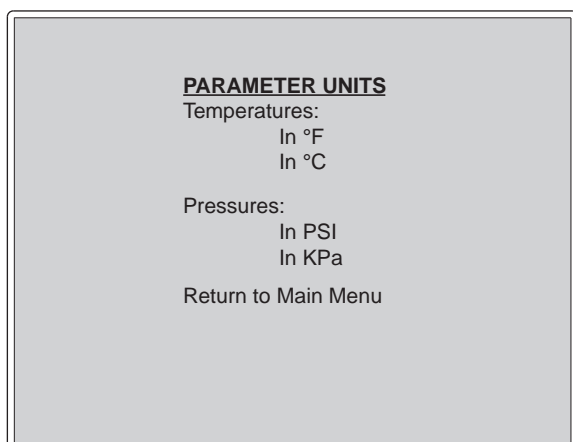 PARAMETER UNITS
Temperatures:
In °F
In °C
Pressures:
In PSI
In KPa
Return to Main Menu